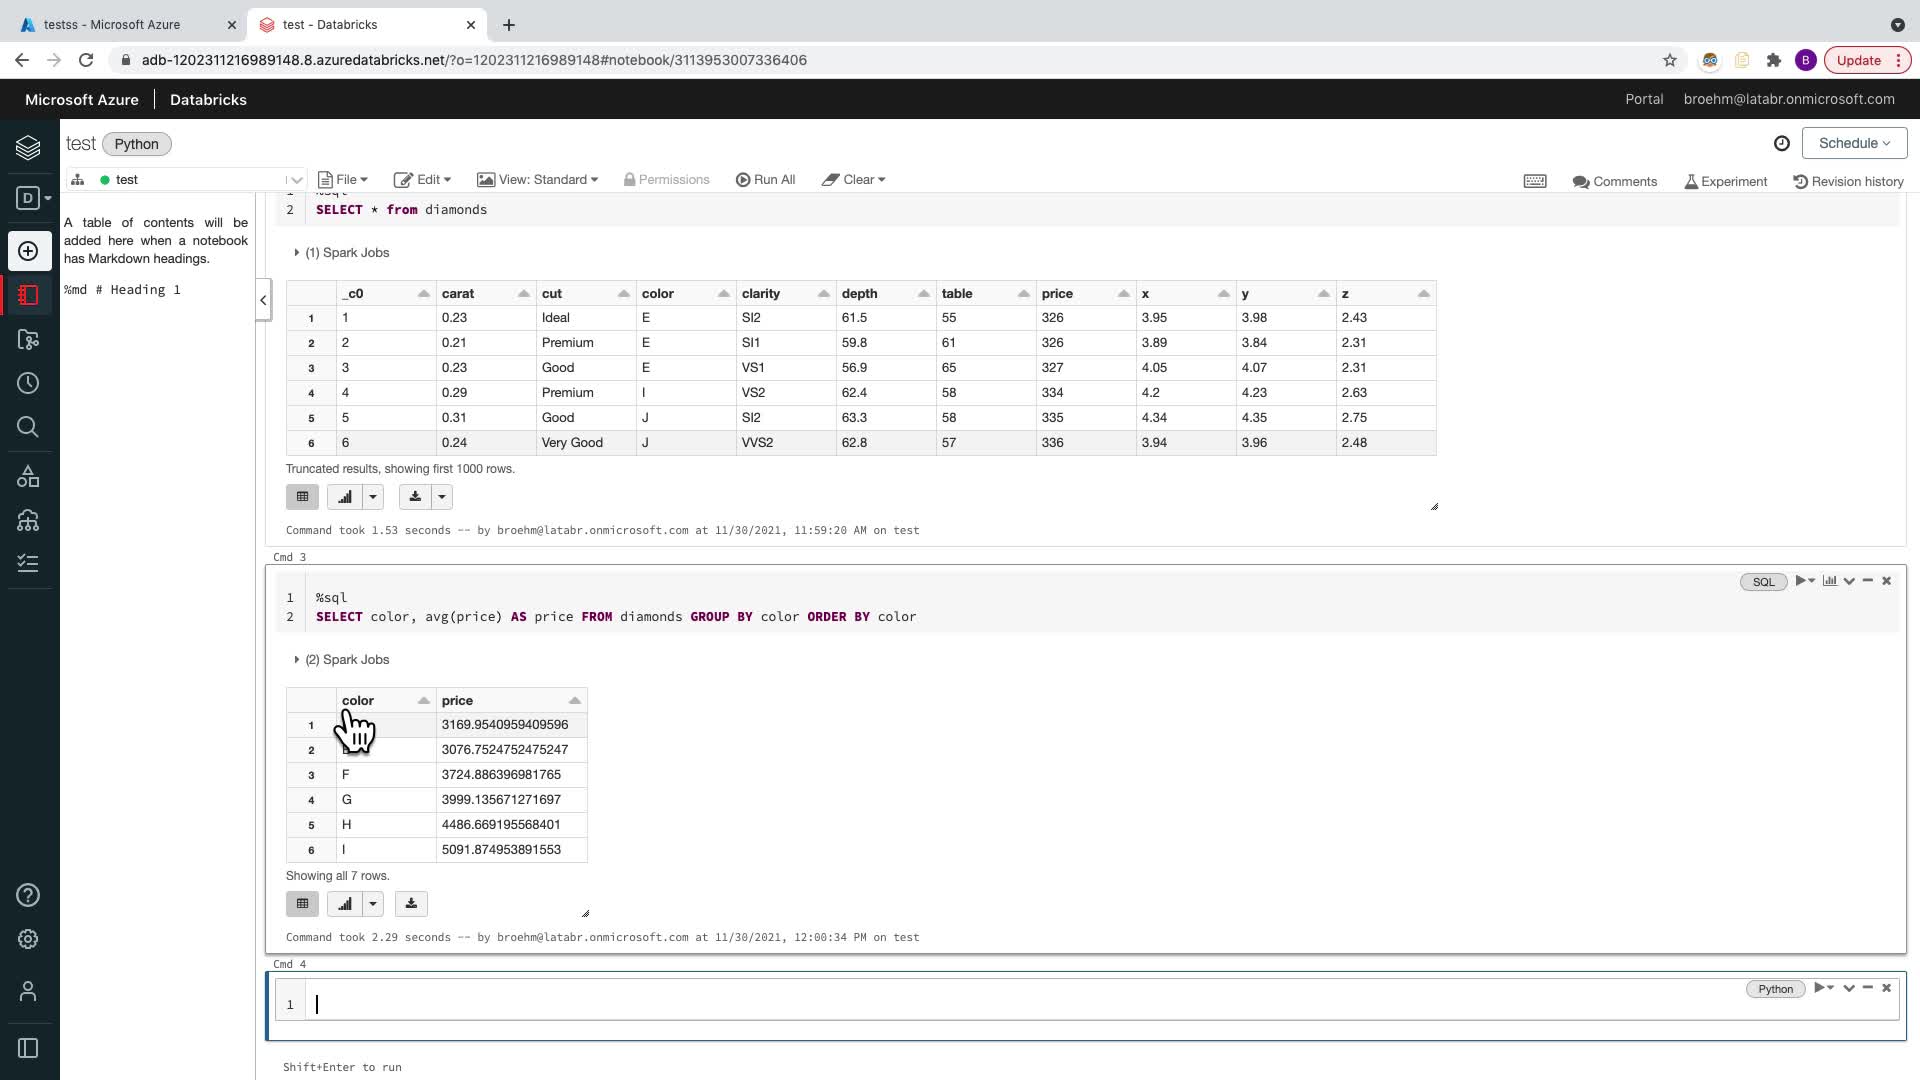 testss - Microsoft Azure
test - Databricks
adb-1202311216989148.8.azuredatabricks.net/?o=1202311216989148#notebook/3113953007336406
B
Update
Microsoft Azure
Databricks
Portal
broehm@latabr.onmicrosoft.com
test
Python
Schedule
test
File
Edit
View: Standard
Permissions
Run All
Clear
Comments
Experiment
Revision history
D
A table of contents will be
added here when a notebook
has Markdown headings.
%md # Heading 1
1 %sql
2 SELECT * from diamonds
(1) Spark Jobs
_c0 carat cut color clarity depth table price x y z
1 1 0.23 Ideal E SI2 61.5 55 326 3.95 3.98 2.43
2 2 0.21 Premium E SI1 59.8 61 326 3.89 3.84 2.31
3 3 0.23 Good E VS1 56.9 65 327 4.05 4.07 2.31
4 4 0.29 Premium I VS2 62.4 58 334 4.2 4.23 2.63
5 5 0.31 Good J SI2 63.3 58 335 4.34 4.35 2.75
6 6 0.24 Very Good J VVS2 62.8 57 336 3.94 3.96 2.48
Truncated results, showing first 1000 rows.
Command took 1.53 seconds -- by broehm@latabr.onmicrosoft.com at 11/30/2021, 11:59:20 AM on test
Cmd 3
SQL
1 %sql
2 SELECT color, avg(price) AS price FROM diamonds GROUP BY color ORDER BY color
(2) Spark Jobs
color price
1 3169.9540959409596
2 3076.7524752475247
3 F 3724.886396981765
4 G 3999.135671271697
5 H 4486.669195568401
6 I 5091.874953891553
Showing all 7 rows.
Command took 2.29 seconds -- by broehm@latabr.onmicrosoft.com at 11/30/2021, 12:00:34 PM on test
Cmd 4
Python
1
Shift+Enter to run